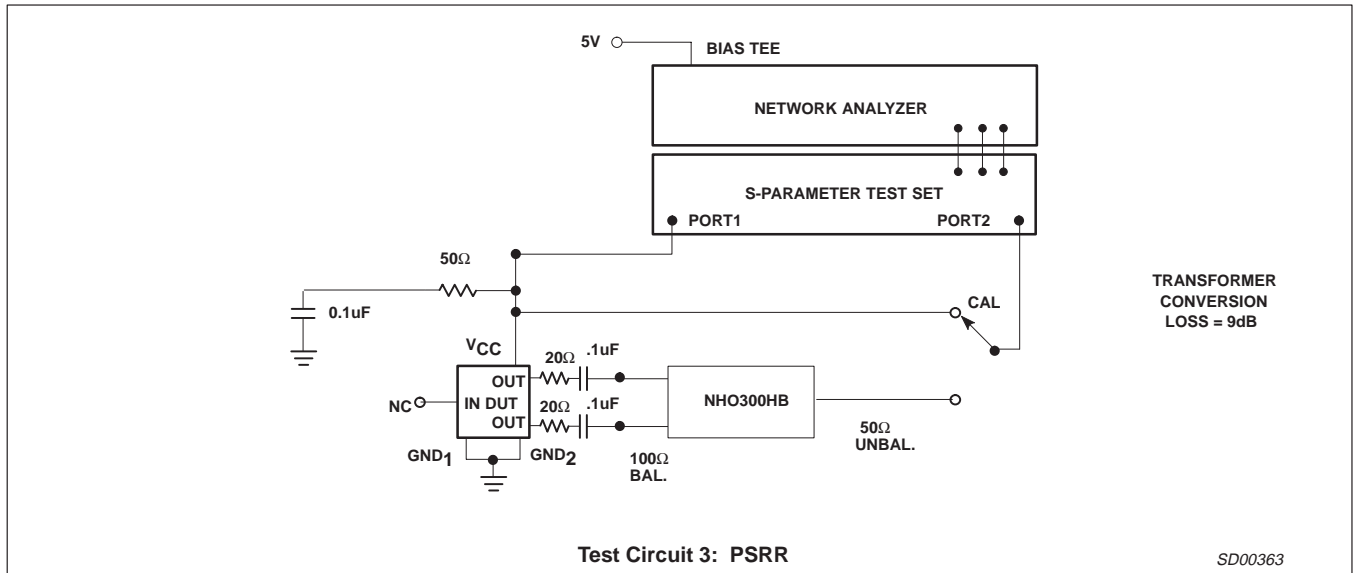 5V
BIAS TEE
NETWORK ANALYZER
S-PARAMETER TEST SET
PORT1
PORT2
50Ω
0.1uF
CAL
TRANSFORMER
CONVERSION
LOSS = 9dB
VCC
20Ω
.1uF
OUT
NC
IN DUT
20Ω
.1uF
OUT
NHO300HB
50Ω
UNBAL.
GND1
GND2
100Ω
BAL.
Test Circuit 3: PSRR
SD00363